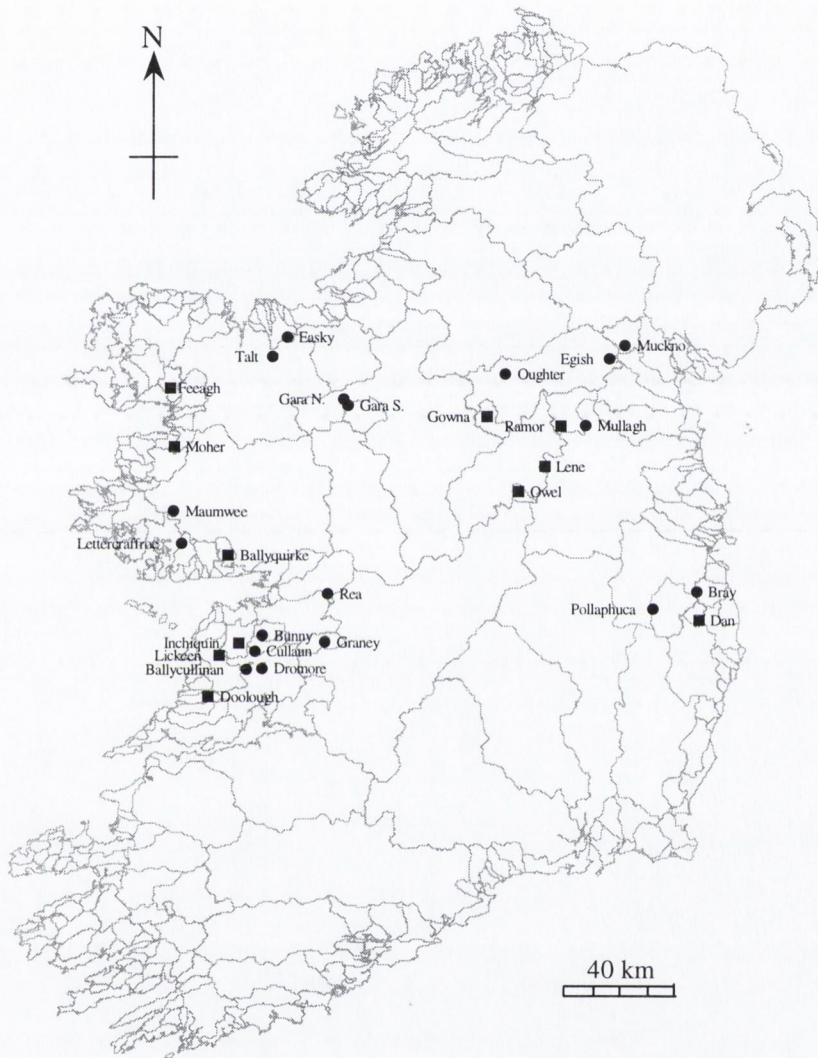 N
Easky
Talt
Muckno
Egish
Oughter
Feeagh
Gara N.
Gara S.
Gowna
Ramor
Mullagh
Moher
Lene
Owel
Maumwee
Lettercraffroe
Ballyquirke
Rea
Bray
Pollaphuca
Dan
Bunny
Inchiquin
Graney
Cullaun
Lickeen
Ballycullinan
Dromore
Doolough
40 km